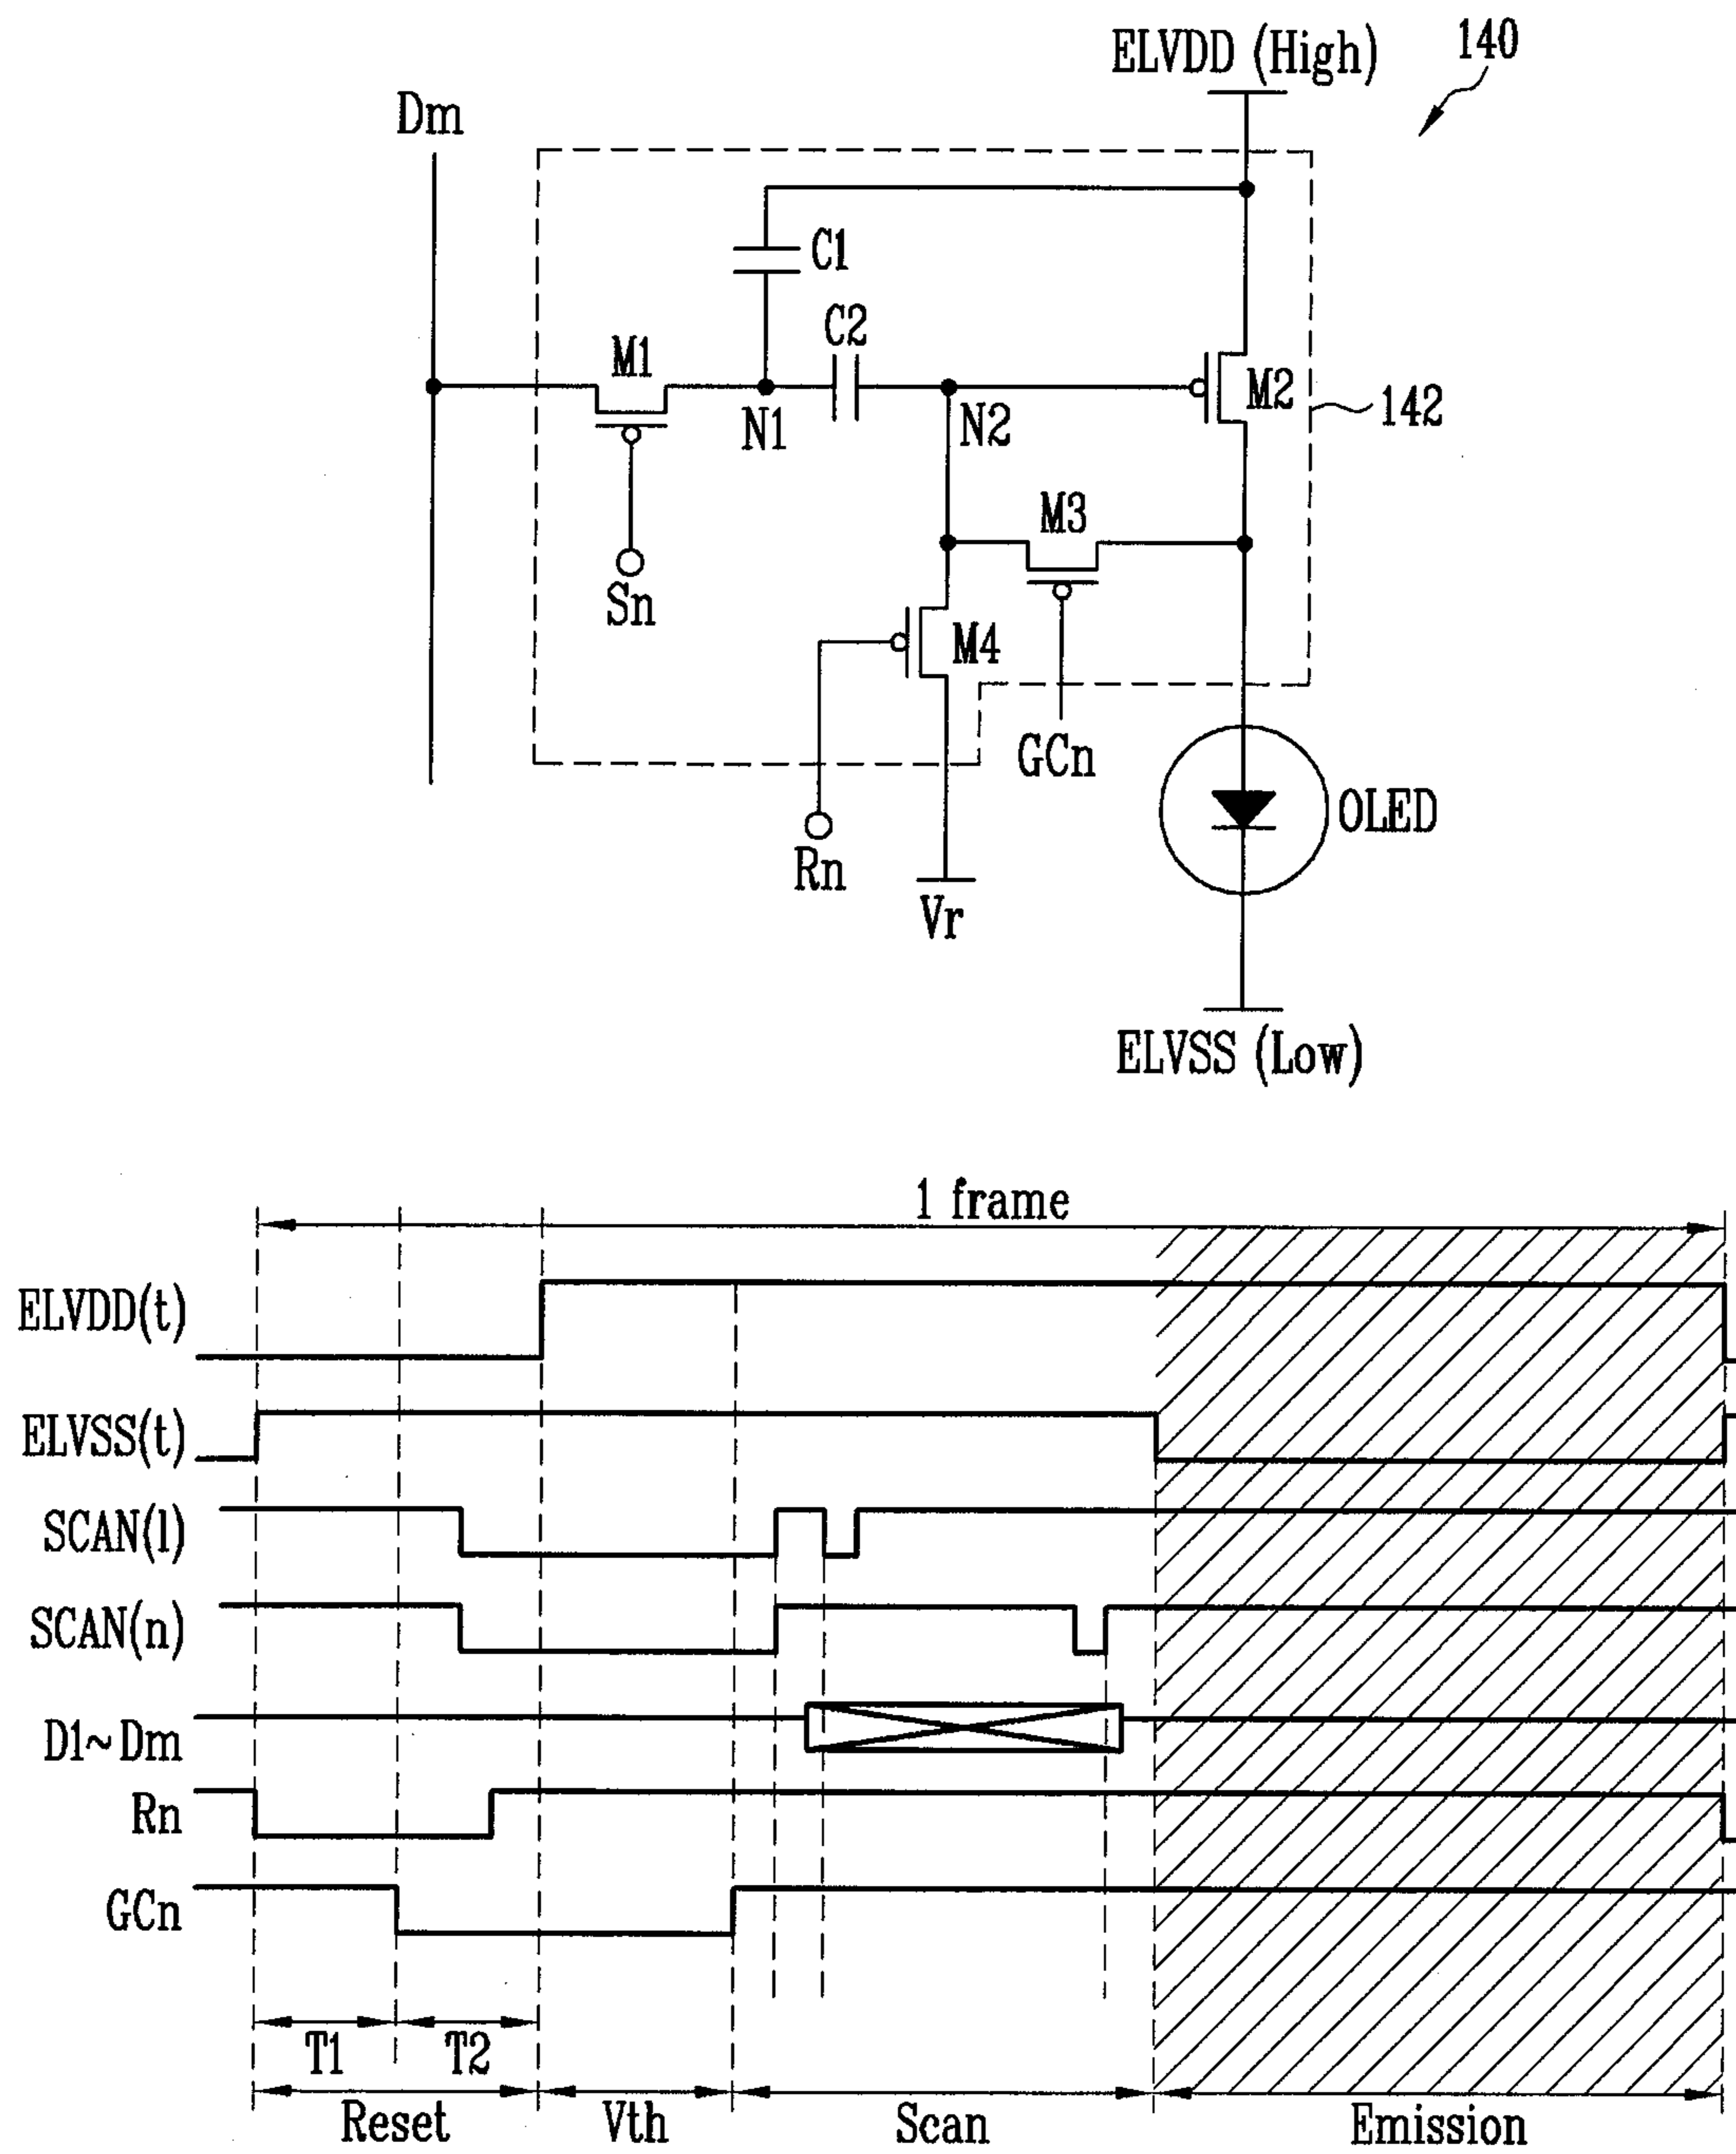 ELVDD (High)
140
Dm
C1
C2
M1
M2
142
N1
N2
M3
Sn
M4
GCn
OLED
Rn
Vr
ELVSS (Low)
1 frame
ELVDD(t)
ELVSS(t)
SCAN(1)
SCAN(n)
D1~Dm
Rn
GCn
T1 T2
Reset Vth Scan Emission